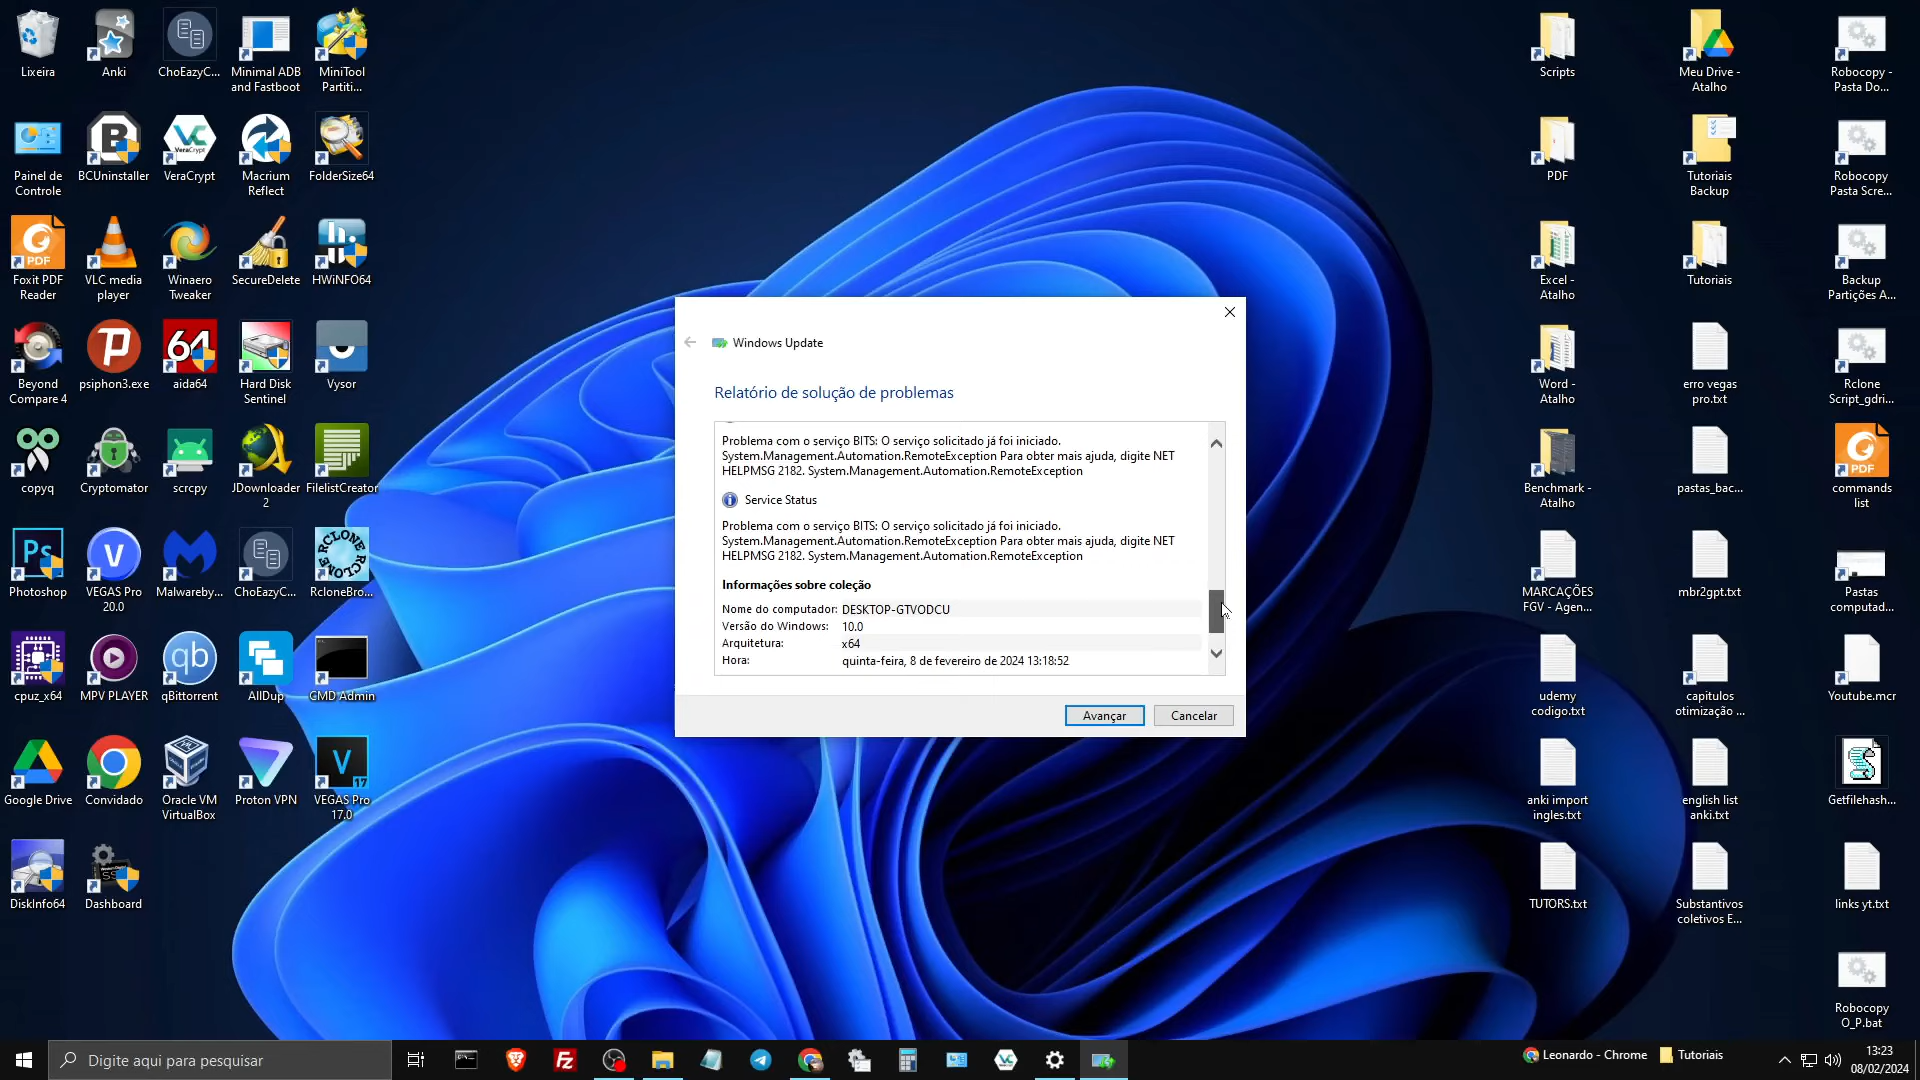 Lixeira
Anki
ChoEazyC...
Minimal ADB
and Fastboot
MiniTool
Partiti...
Painel de
Controle
BCUninstaller
VeraCrypt
Macrium
Reflect
FolderSize64
Foxit PDF
Reader
VLC media
player
Winaero
Tweaker
SecureDelete
HWiNFO64
Beyond
Compare 4
psiphon3.exe
aida64
Hard Disk
Sentinel
Vysor
copyq
Cryptomator
scrcpy
JDownloader
2
FilelistCreator
Photoshop
VEGAS Pro
20.0
Malwareby...
ChoEazyC...
RcloneBro...
cpuz_x64
MPV PLAYER
qBittorrent
AllDup
CMD Admin
Google Drive
Convidado
Oracle VM
VirtualBox
Proton VPN
VEGAS Pro
17.0
DiskInfo64
Dashboard
Windows Update
Relatório de solução de problemas
Problema com o serviço BITS: O serviço solicitado já foi iniciado.
System.Management.Automation.RemoteException Para obter mais ajuda, digite NET
HELPMSG 2182. System.Management.Automation.RemoteException
Service Status
Problema com o serviço BITS: O serviço solicitado já foi iniciado.
System.Management.Automation.RemoteException Para obter mais ajuda, digite NET
HELPMSG 2182. System.Management.Automation.RemoteException
Informações sobre coleção
Nome do computador: DESKTOP-GTVODCU
Versão do Windows: 10.0
Arquitetura: x64
Hora: quinta-feira, 8 de fevereiro de 2024 13:18:52
Avançar
Cancelar
Scripts
Meu Drive -
Atalho
Robocopy -
Pasta Do...
PDF
Tutoriais
Backup
Robocopy
Pasta Scre...
Excel -
Atalho
Tutoriais
Backup
Partições A...
Word -
Atalho
erro vegas
pro.txt
Rclone
Script_gdri...
Benchmark -
Atalho
pastas_bac...
commands
list
MARCAÇÕES
FGV - Agen...
mbr2gpt.txt
Pastas
computad...
udemy
codigo.txt
capitulos
otimização ...
Youtube.mcr
anki import
ingles.txt
english list
anki.txt
Getfilehash...
TUTORS.txt
Substantivos
coletivos E...
links yt.txt
Robocopy
O_P.bat
Digite aqui para pesquisar
Leonardo - Chrome
Tutoriais
13:23
08/02/2024